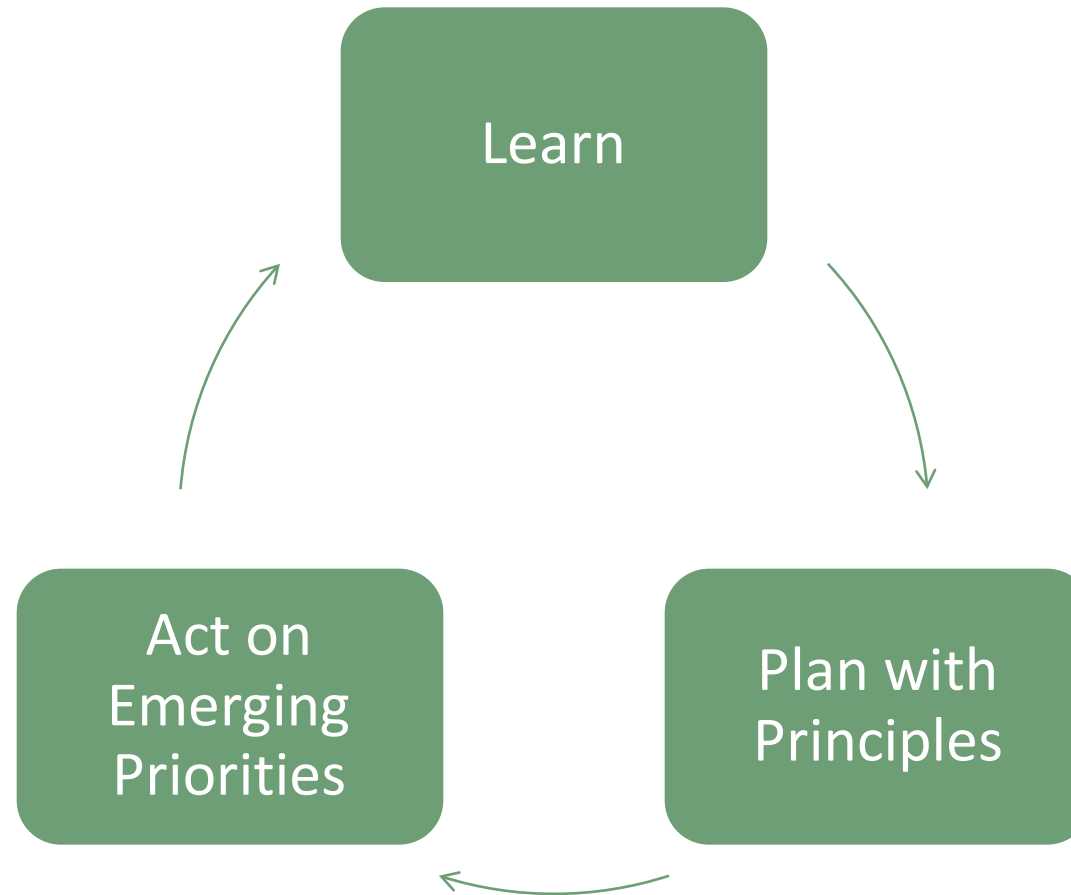 Learn
Act on
Emerging
Priorities
Plan with
Principles